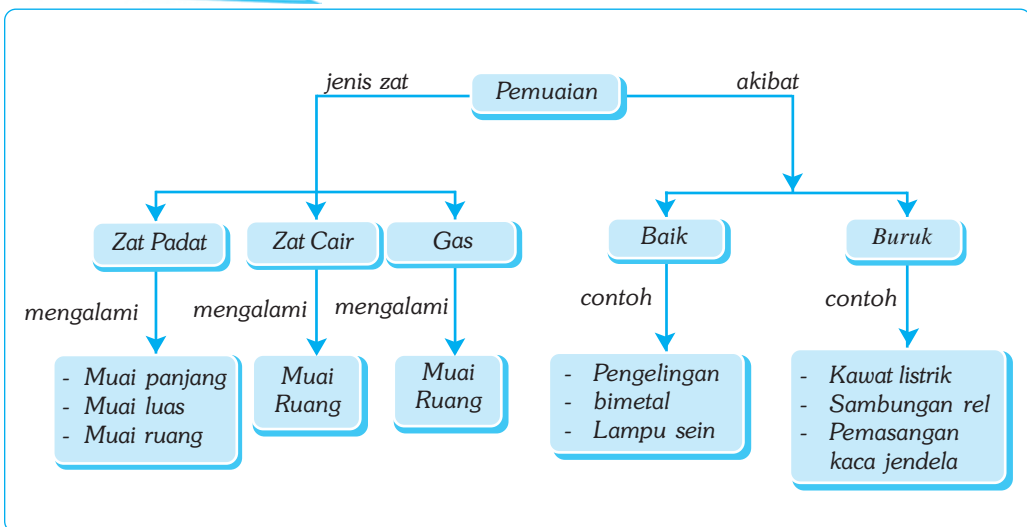 jenis zat
Pemuaian
akibat
Zat Padat
Zat Cair
Gas
Baik
Buruk
mengalami
mengalami
mengalami
contoh
contoh
- Muai panjang
- Muai luas
- Muai ruang
Muai
Ruang
Muai
Ruang
- Pengelingan
- bimetal
- Lampu sein
- Kawat listrik
- Sambungan rel
- Pemasangan
kaca jendela